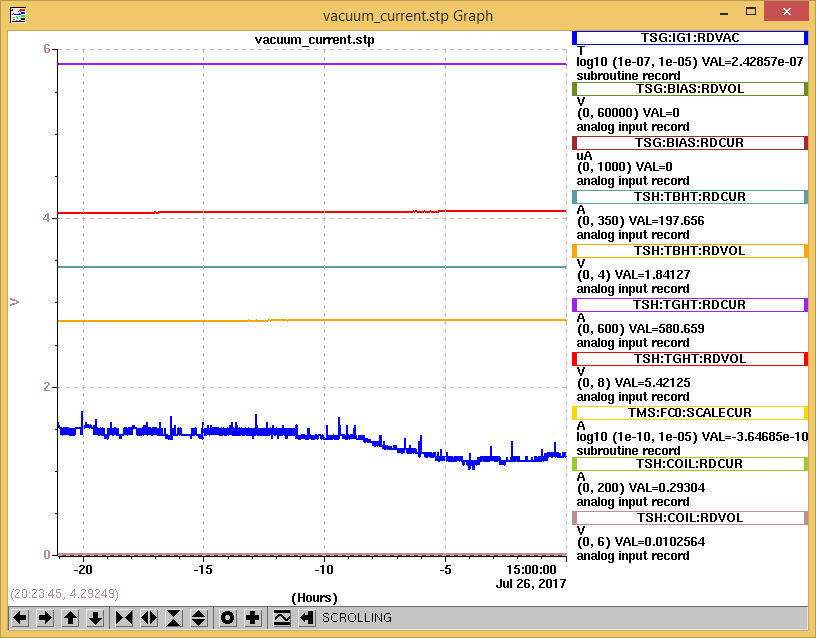 vacuum_current.stp Graph
vacuum_current.stp
6
4
2
0
V
-20 -15 -10 -5 15:00:00
Jul 26, 2017
(20:23:45, 4.29249)
(Hours)
TSG:IG1:RDVAC
T
log10 (1e-07, 1e-05) VAL=2.42857e-07
subroutine record
TSG:BIAS:RDVOL
V
(0, 60000) VAL=0
analog input record
TSG:BIAS:RDCUR
uA
(0, 1000) VAL=0
analog input record
TSH:TBHT:RDCUR
A
(0, 350) VAL=197.656
analog input record
TSH:TBHT:RDVOL
V
(0, 4) VAL=1.84127
analog input record
TSH:TGHT:RDCUR
A
(0, 600) VAL=580.659
analog input record
TSH:TGHT:RDVOL
V
(0, 8) VAL=5.42125
analog input record
TMS:FC0:SCALECUR
A
log10 (1e-10, 1e-05) VAL=-3.64685e-10
subroutine record
TSH:COIL:RDCUR
A
(0, 200) VAL=0.29304
analog input record
TSH:COIL:RDVOL
V
(0, 6) VAL=0.0102564
analog input record
SCROLLING